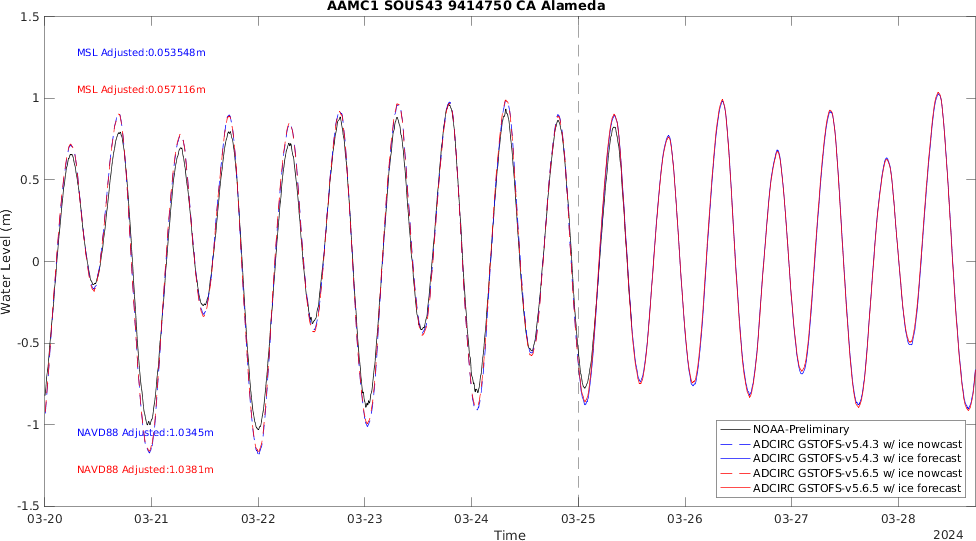 AAMC1 SOUS43 9414750 CA Alameda
1.5
1
0.5
0
-0.5
-1
-1.5
Water Level (m)
MSL Adjusted:0.053548m
MSL Adjusted:0.057116m
NAVD88 Adjusted:1.0345m
NAVD88 Adjusted:1.0381m
NOAA-Preliminary
ADCIRC GSTOFS-v5.4.3 w/ ice nowcast
ADCIRC GSTOFS-v5.4.3 w/ ice forecast
ADCIRC GSTOFS-v5.6.5 w/ ice nowcast
ADCIRC GSTOFS-v5.6.5 w/ ice forecast
03-20 03-21 03-22 03-23 03-24 03-25 03-26 03-27 03-28
Time
2024